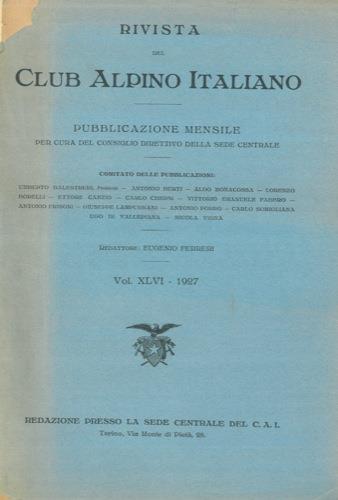 RIVISTA
DEL
CLUB ALPINO ITALIANO
PUBBLICAZIONE MENSILE
PER CURA DEL CONSIGLIO DIRETTIVO DELLA SEDE CENTRALE
COMITATO DELLE PUBBLICAZIONI:
UMBERTO BALESTRERI, Presidente — ANTONIO BERTI — ALDO BONACOSSA — LORENZO
BORELLI — ETTORE CANZIO — CARLO CHERSI — VITTORIO EMANUELE FABBRO —
ANTONIO FRISONI — GIUSEPPE LAMPUGNANI — ANTONIO PORRO — CARLO SOMIGLIANA
UGO DI VALLEPIANA — NICOLA VIGNA
REDATTORE: EUGENIO FERRERI
Vol. XLVI - 1927
REDAZIONE PRESSO LA SEDE CENTRALE DEL C. A. I.
Torino, Via Monte di Pietà, 28.